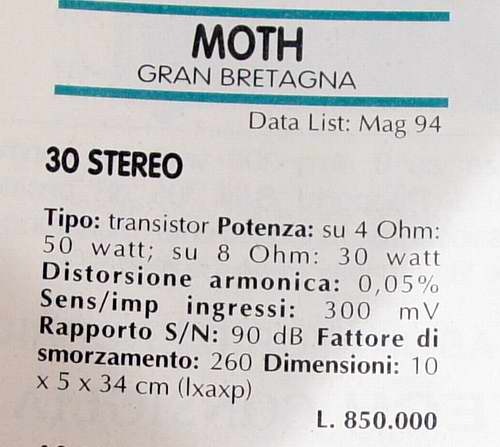 MOTH
GRAN BRETAGNA
Data List: Mag 94
30 STEREO
Tipo: transistor Potenza: su 4 Ohm:
50 watt; su 8 Ohm: 30 watt
Distorsione armonica: 0,05%
Sens/imp ingressi: 300 mV
Rapporto S/N: 90 dB Fattore di
smorzamento: 260 Dimensioni: 10
x 5 x 34 cm (lxaxp)
L. 850.000